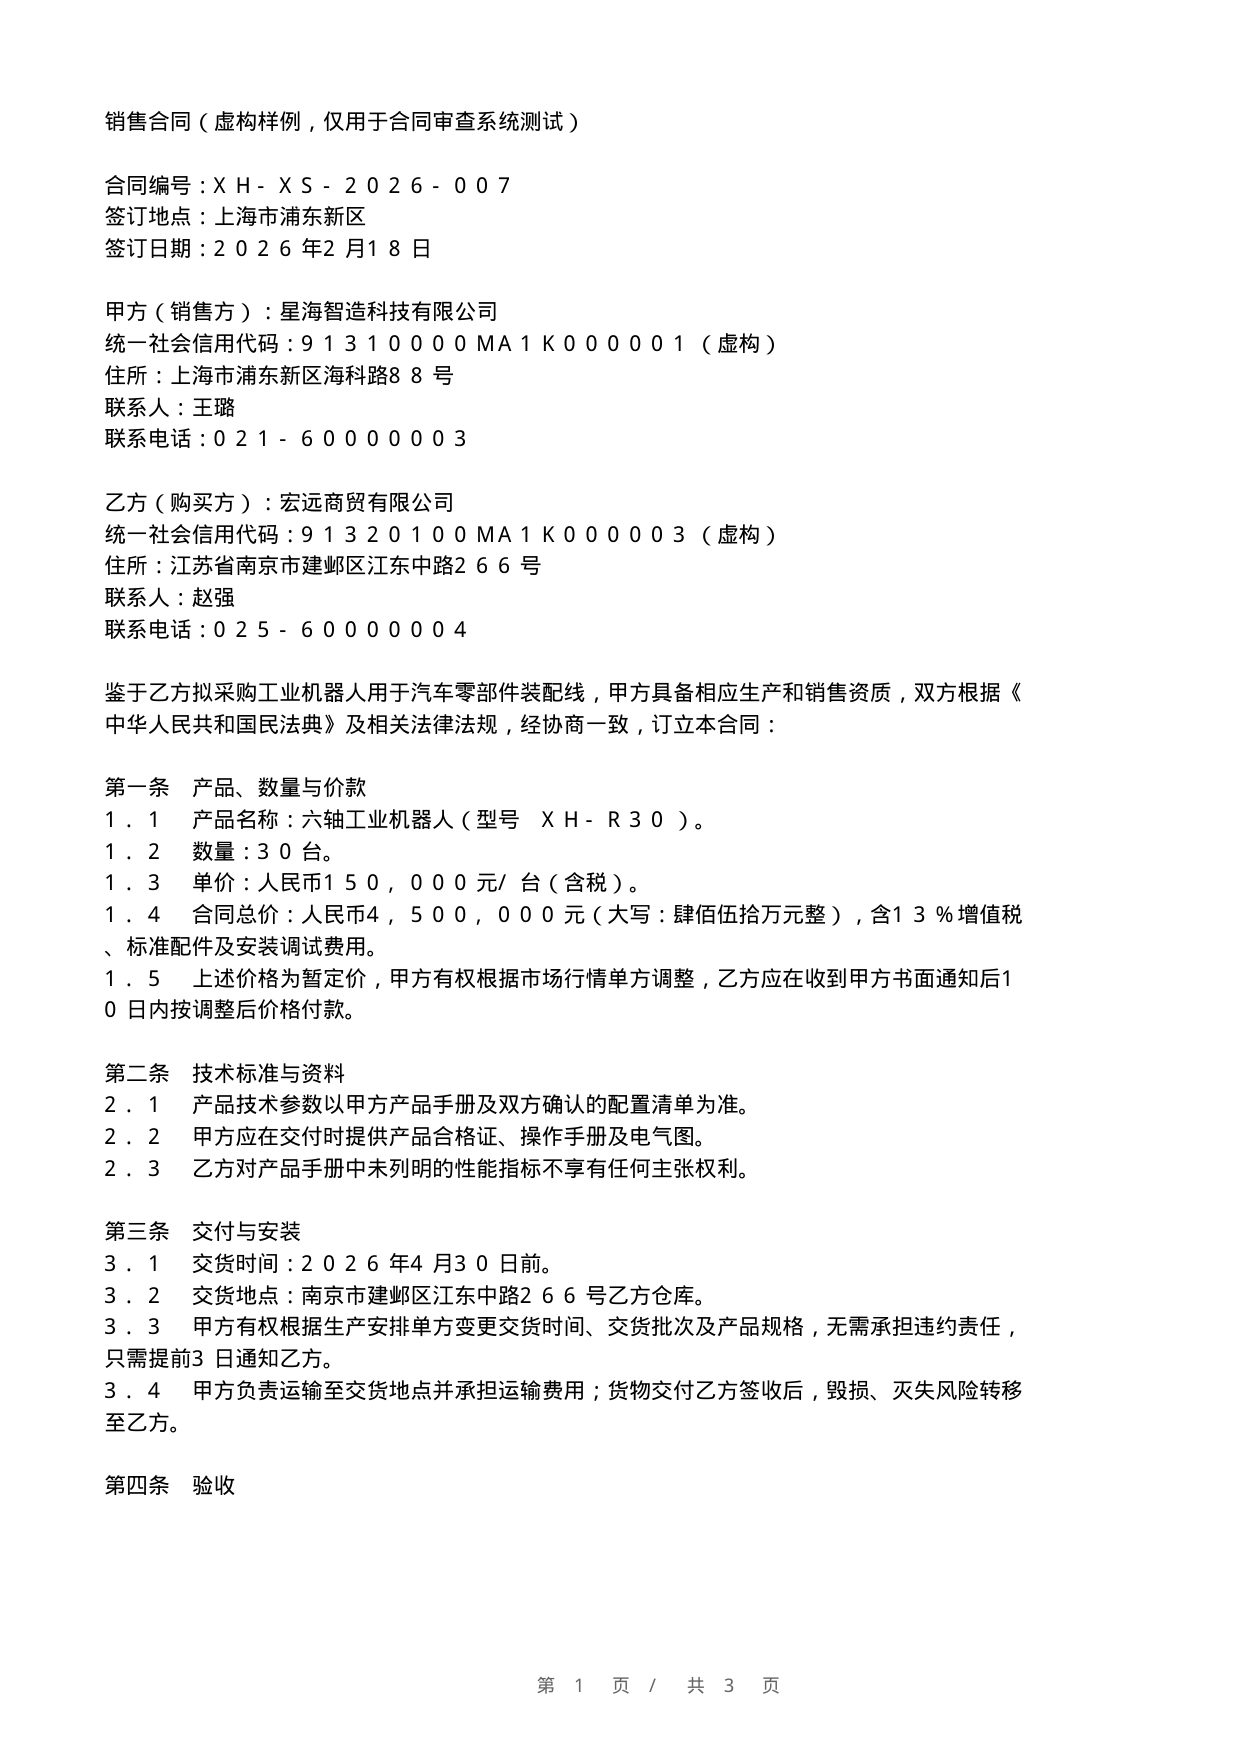 销售合同（虚构样例，仅用于合同审查系统测试）
合同编号：XH-XS-2026-007
签订地点：上海市浦东新区
签订日期：2026年2月18日
甲方（销售方）：星海智造科技有限公司
统一社会信用代码：91310000MA1K000001（虚构）
住所：上海市浦东新区海科路88号
联系人：王璐
联系电话：021-60000003
乙方（购买方）：宏远商贸有限公司
统一社会信用代码：91320100MA1K000003（虚构）
住所：江苏省南京市建邺区江东中路266号
联系人：赵强
联系电话：025-60000004
鉴于乙方拟采购工业机器人用于汽车零部件装配线，甲方具备相应生产和销售资质，双方根据《
中华人民共和国民法典》及相关法律法规，经协商一致，订立本合同：
第一条　产品、数量与价款
1.1　产品名称：六轴工业机器人（型号 XH-R30）。
1.2　数量：30台。
1.3　单价：人民币150,000元/台（含税）。
1.4　合同总价：人民币4,500,000元（大写：肆佰伍拾万元整），含13%增值税
、标准配件及安装调试费用。
1.5　上述价格为暂定价，甲方有权根据市场行情单方调整，乙方应在收到甲方书面通知后1
0日内按调整后价格付款。
第二条　技术标准与资料
2.1　产品技术参数以甲方产品手册及双方确认的配置清单为准。
2.2　甲方应在交付时提供产品合格证、操作手册及电气图。
2.3　乙方对产品手册中未列明的性能指标不享有任何主张权利。
第三条　交付与安装
3.1　交货时间：2026年4月30日前。
3.2　交货地点：南京市建邺区江东中路266号乙方仓库。
3.3　甲方有权根据生产安排单方变更交货时间、交货批次及产品规格，无需承担违约责任，
只需提前3日通知乙方。
3.4　甲方负责运输至交货地点并承担运输费用；货物交付乙方签收后，毁损、灭失风险转移
至乙方。
第四条　验收
第 1 页 / 共 3 页